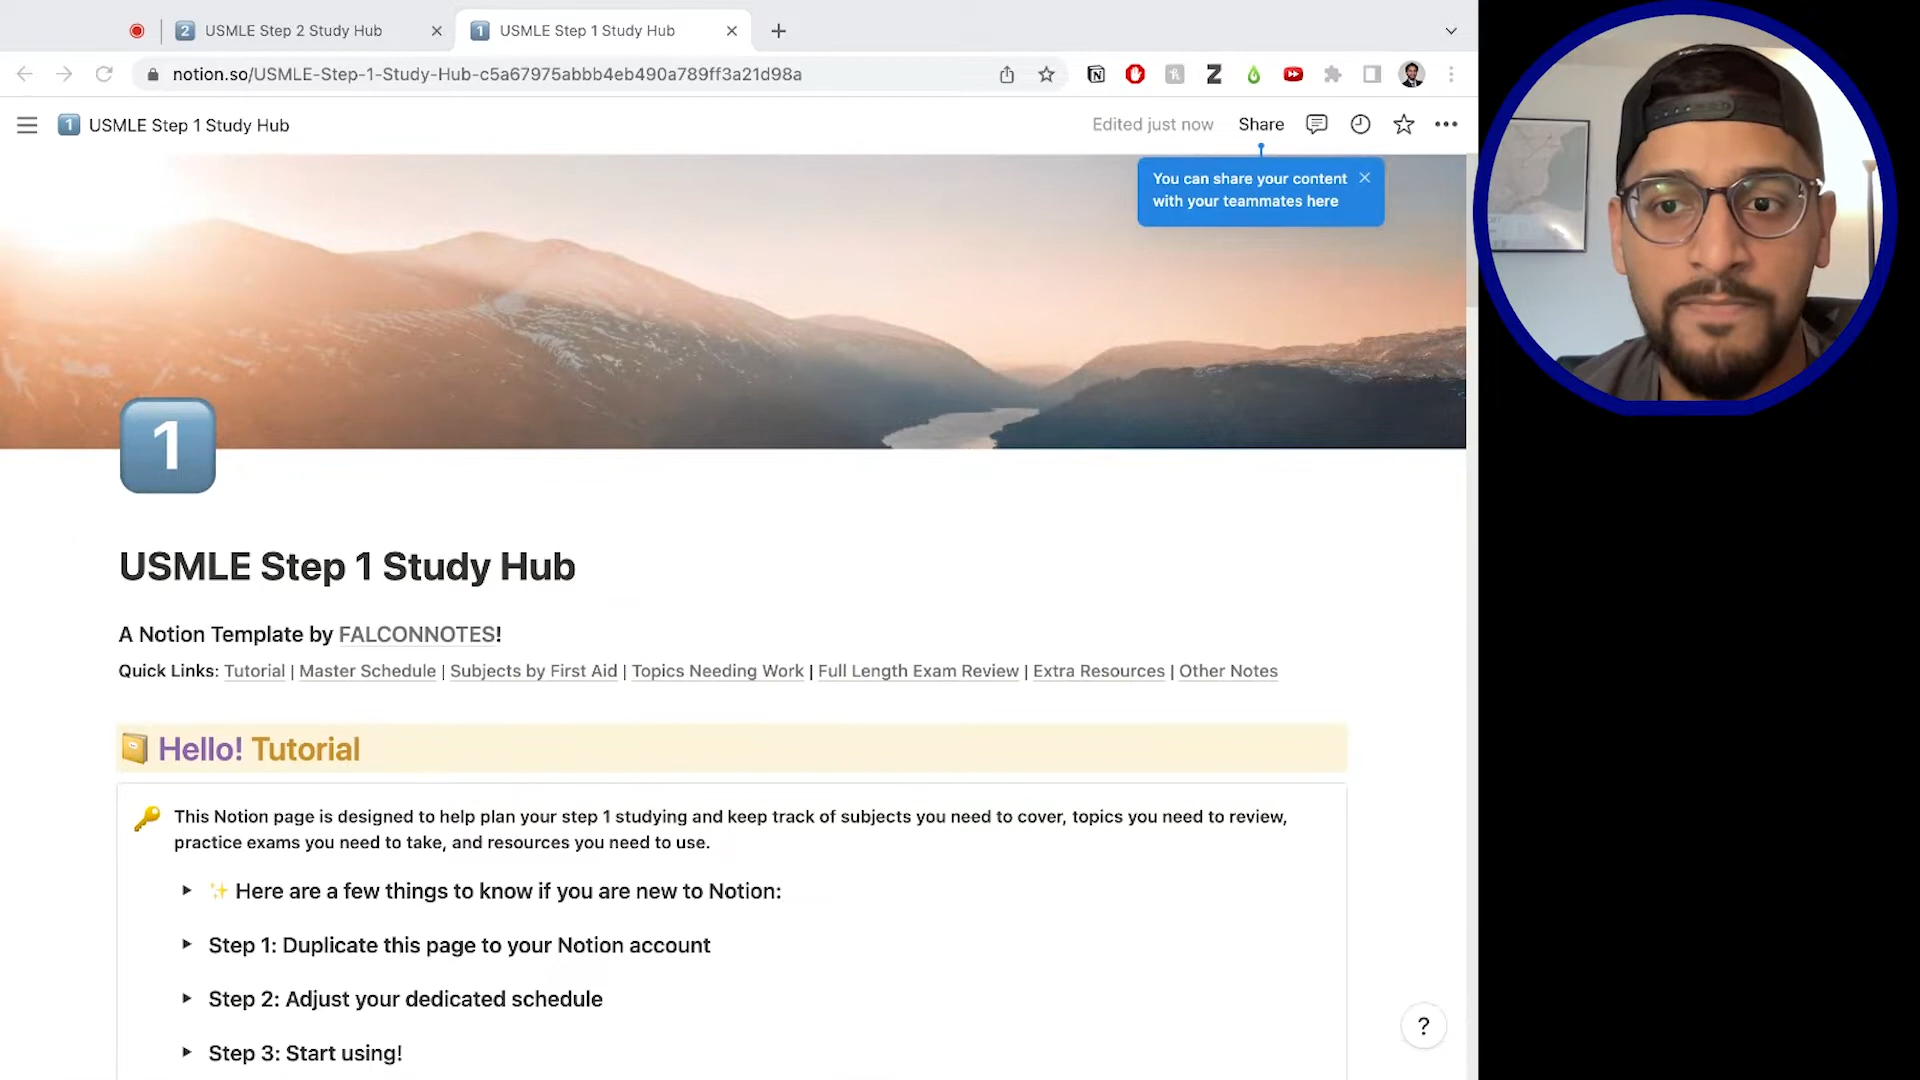 2 USMLE Step 2 Study Hub
1 USMLE Step 1 Study Hub
notion.so/USMLE-Step-1-Study-Hub-c5a67975abbb4eb490a789ff3a21d98a
1 USMLE Step 1 Study Hub
Edited just now Share
You can share your content
with your teammates here
1
USMLE Step 1 Study Hub
A Notion Template by FALCONNOTES!
Quick Links: Tutorial | Master Schedule | Subjects by First Aid | Topics Needing Work | Full Length Exam Review | Extra Resources | Other Notes
Hello! Tutorial
This Notion page is designed to help plan your step 1 studying and keep track of subjects you need to cover, topics you need to review,
practice exams you need to take, and resources you need to use.
Here are a few things to know if you are new to Notion:
Step 1: Duplicate this page to your Notion account
Step 2: Adjust your dedicated schedule
Step 3: Start using!
?